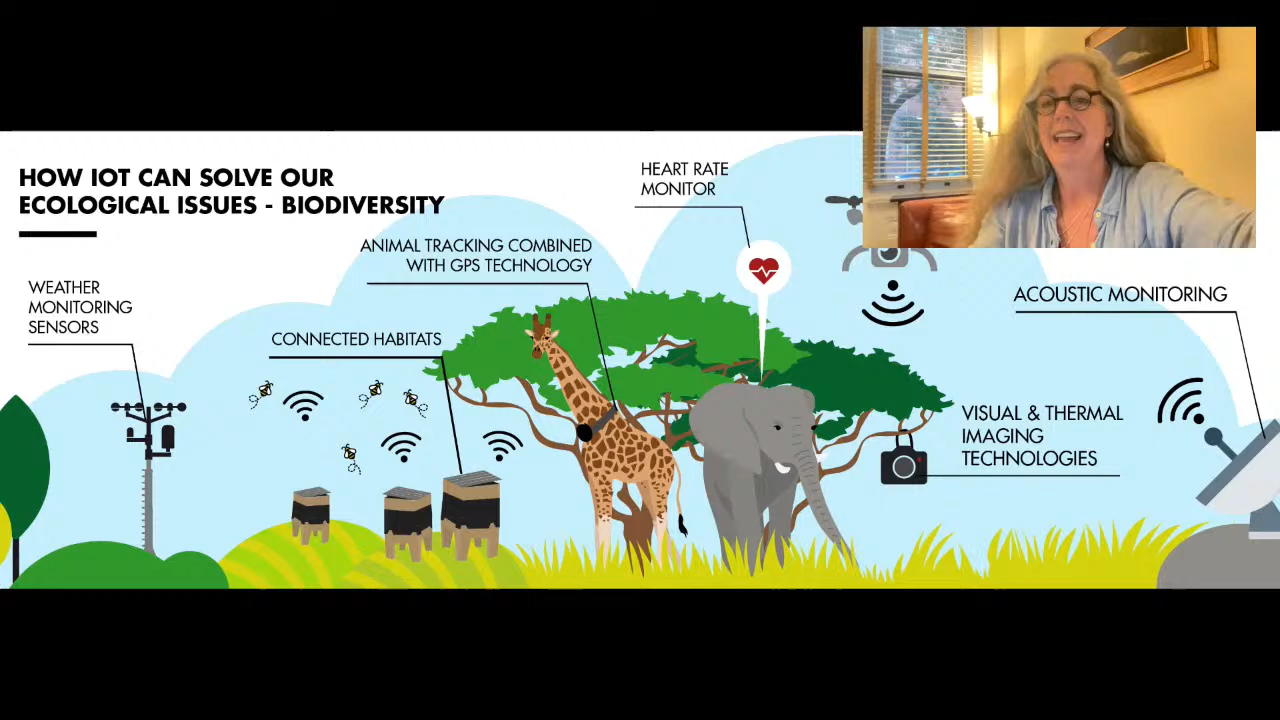 HOW IOT CAN SOLVE OUR
ECOLOGICAL ISSUES - BIODIVERSITY
WEATHER
MONITORING
SENSORS
CONNECTED HABITATS
ANIMAL TRACKING COMBINED
WITH GPS TECHNOLOGY
HEART RATE
MONITOR
ACOUSTIC MONITORING
VISUAL & THERMAL
IMAGING
TECHNOLOGIES